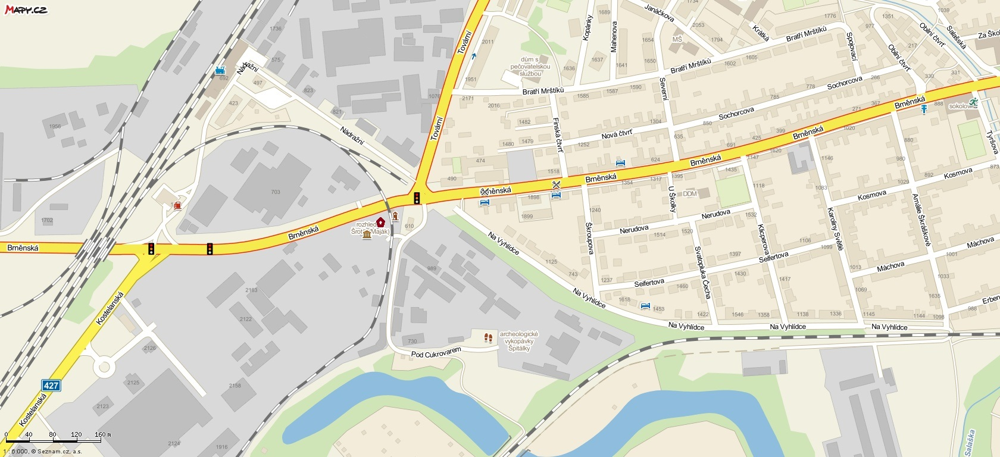 Mapy.cz
1039
1734
Janáčkova
1689
1776
977
1351
Kopánky
Mahenova
2053
Krátká
Bratří Mrštíků
Obilní čtvrť
Salašská
Za Ško
1736
Tovární
2011
MŠ
1794
Spojovací
217
Obilní čtvrť
575
dům s
pečovatelskou
službou
1637
1641
1650
1605
1602
Bratří Mrštíků
1636
Nádražní
692
497
1951
266
330
331
823
Severní
Sochorcova
Bratří Mrštíků
1585
1587
1590
1076
2171
785
778
Brněnská
423
821
2016
Sochorcova
271
367
888
sokolovna
1956
Tovární
1482
Finská čtvrť
1304
850
399
1020
Brněnská
Nádražní
Nová čtvrť
635
425
Tyršova
1480
1479
1252
691
1620
880
474
624
Brněnská
1147
1146
980
873
1518
1435
892
Kosmova
490
Brněnská
1354
1317
1395
1083
1029
703
Brněnská
1898
U Školky
DDM
1118
Kosmova
1899
1240
Nerudova
1532
Amálie Škráškové
1702
610
Škroupova
Nerudova
1514
1520
Klicperova
Karolíny Světlé
Šrotík (Maják)
Brněnská
Na Vyhlídce
1106
1099
Máchova
Brněnská
1125
1397
Seifertova
Svatopluka Čecha
1001
989
743
1013
Máchova
1237
Seifertova
1430
1417
1033
2163
1460
1069
1635
Kostelanská
Na Vyhlídce
1618
1453
Erben
988
2122
1422
1546
1358
1138
1336
1145
1098
Na Vyhlídce
Na Vyhlídce
Na Vyhlídce
730
archeologické
vykopávky
Špitálky
2126
Pod Cukrovarem
427
2125
2158
2123
Kostelanská
0 40 80 120 160 m
2124
1916
Salaška
1 : 6 000, © Seznam.cz, a.s.